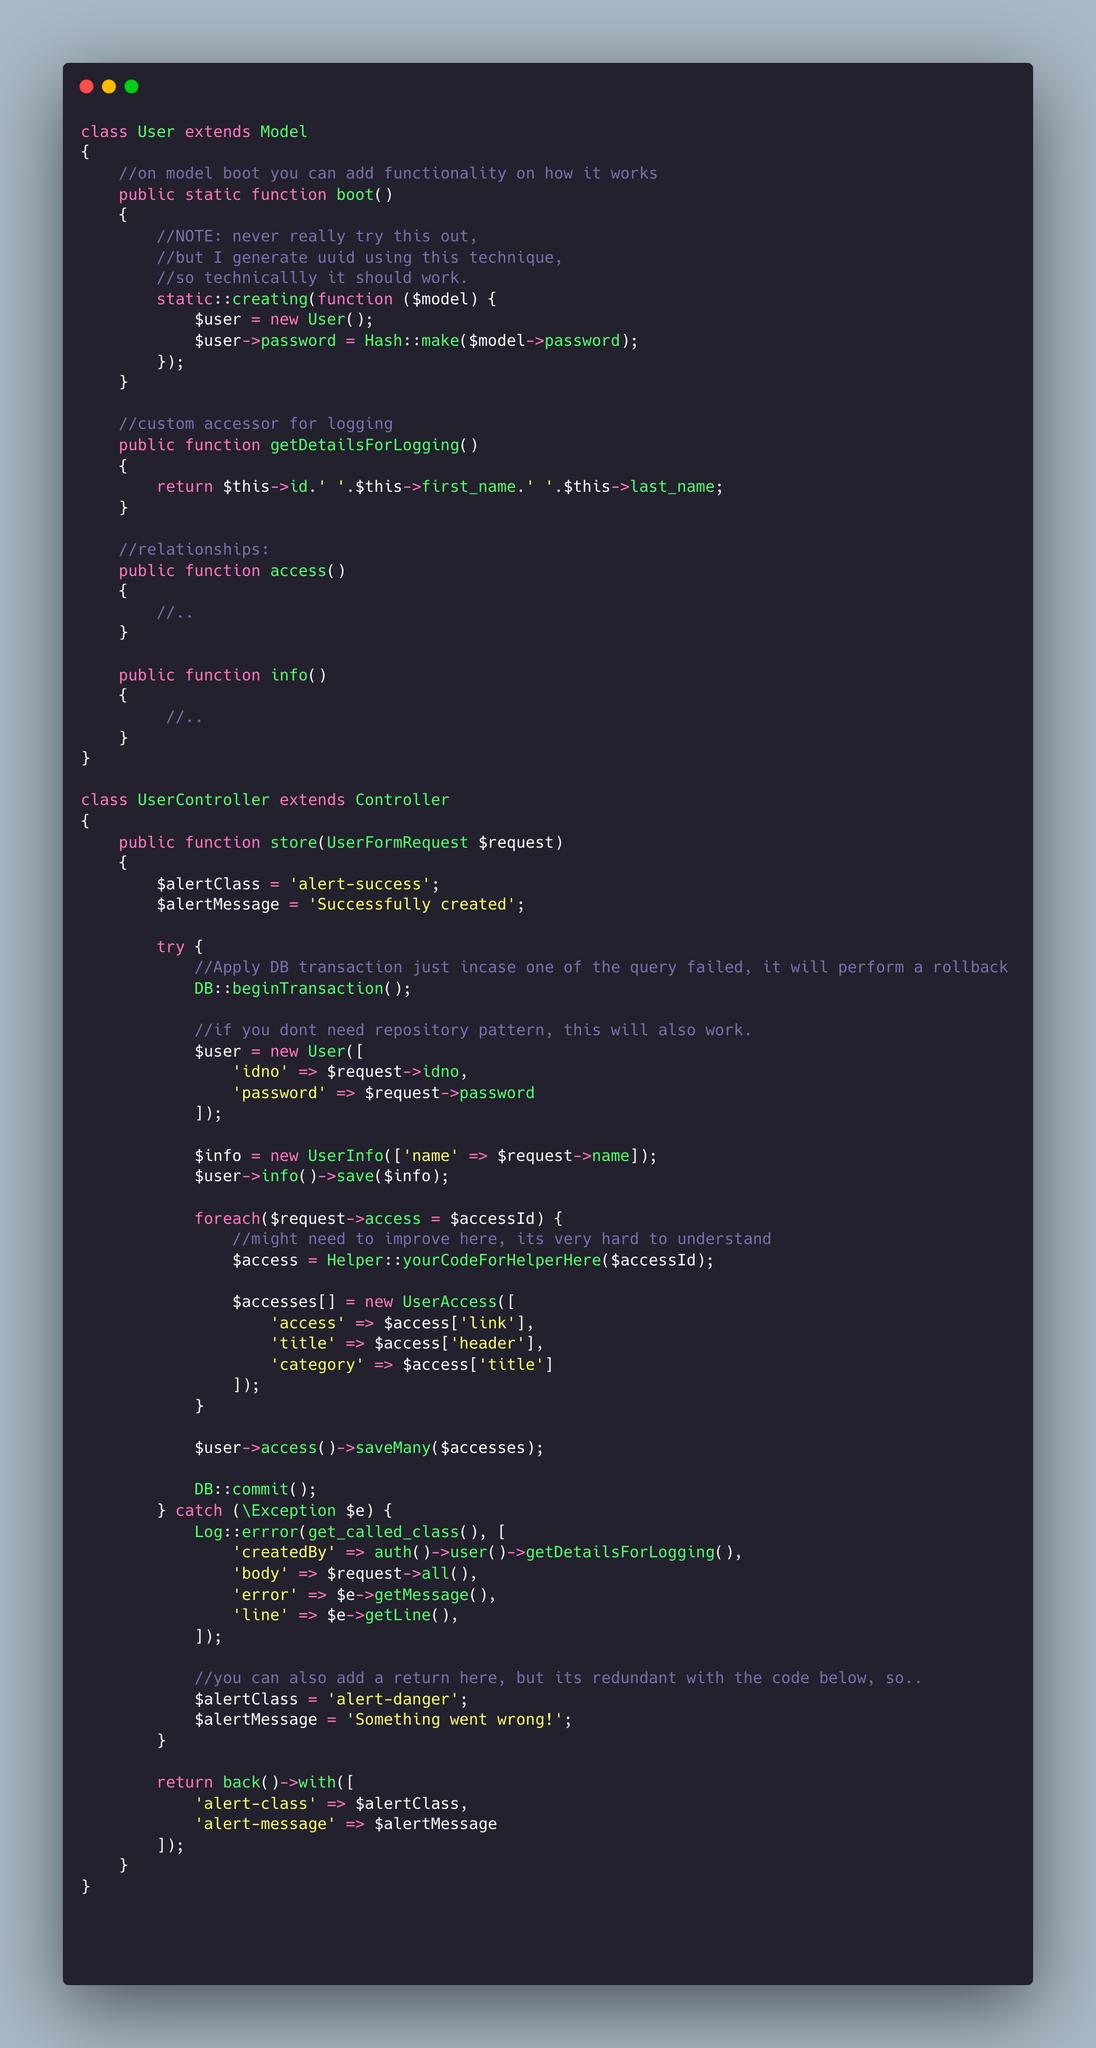 class User extends Model
{
    //on model boot you can add functionality on how it works
    public static function boot()
    {
        //NOTE: never really try this out,
        //but I generate uuid using this technique,
        //so technicallly it should work.
        static::creating(function ($model) {
            $user = new User();
            $user->password = Hash::make($model->password);
        });
    }

    //custom accessor for logging
    public function getDetailsForLogging()
    {
        return $this->id.' '.$this->first_name.' '.$this->last_name;
    }

    //relationships:
    public function access()
    {
        //..
    }

    public function info()
    {
         //..
    }
}

class UserController extends Controller
{
    public function store(UserFormRequest $request)
    {
        $alertClass = 'alert-success';
        $alertMessage = 'Successfully created';

        try {
            //Apply DB transaction just incase one of the query failed, it will perform a rollback
            DB::beginTransaction();

            //if you dont need repository pattern, this will also work.
            $user = new User([
                'idno' => $request->idno,
                'password' => $request->password
            ]);

            $info = new UserInfo(['name' => $request->name]);
            $user->info()->save($info);

            foreach($request->access = $accessId) {
                //might need to improve here, its very hard to understand
                $access = Helper::yourCodeForHelperHere($accessId);

                $accesses[] = new UserAccess([
                    'access' => $access['link'],
                    'title' => $access['header'],
                    'category' => $access['title']
                ]);
            }

            $user->access()->saveMany($accesses);

            DB::commit();
        } catch (\Exception $e) {
            Log::errror(get_called_class(), [
                'createdBy' => auth()->user()->getDetailsForLogging(),
                'body' => $request->all(),
                'error' => $e->getMessage(),
                'line' => $e->getLine(),
            ]);

            //you can also add a return here, but its redundant with the code below, so..
            $alertClass = 'alert-danger';
            $alertMessage = 'Something went wrong!';
        }

        return back()->with([
            'alert-class' => $alertClass,
            'alert-message' => $alertMessage
        ]);
    }
}